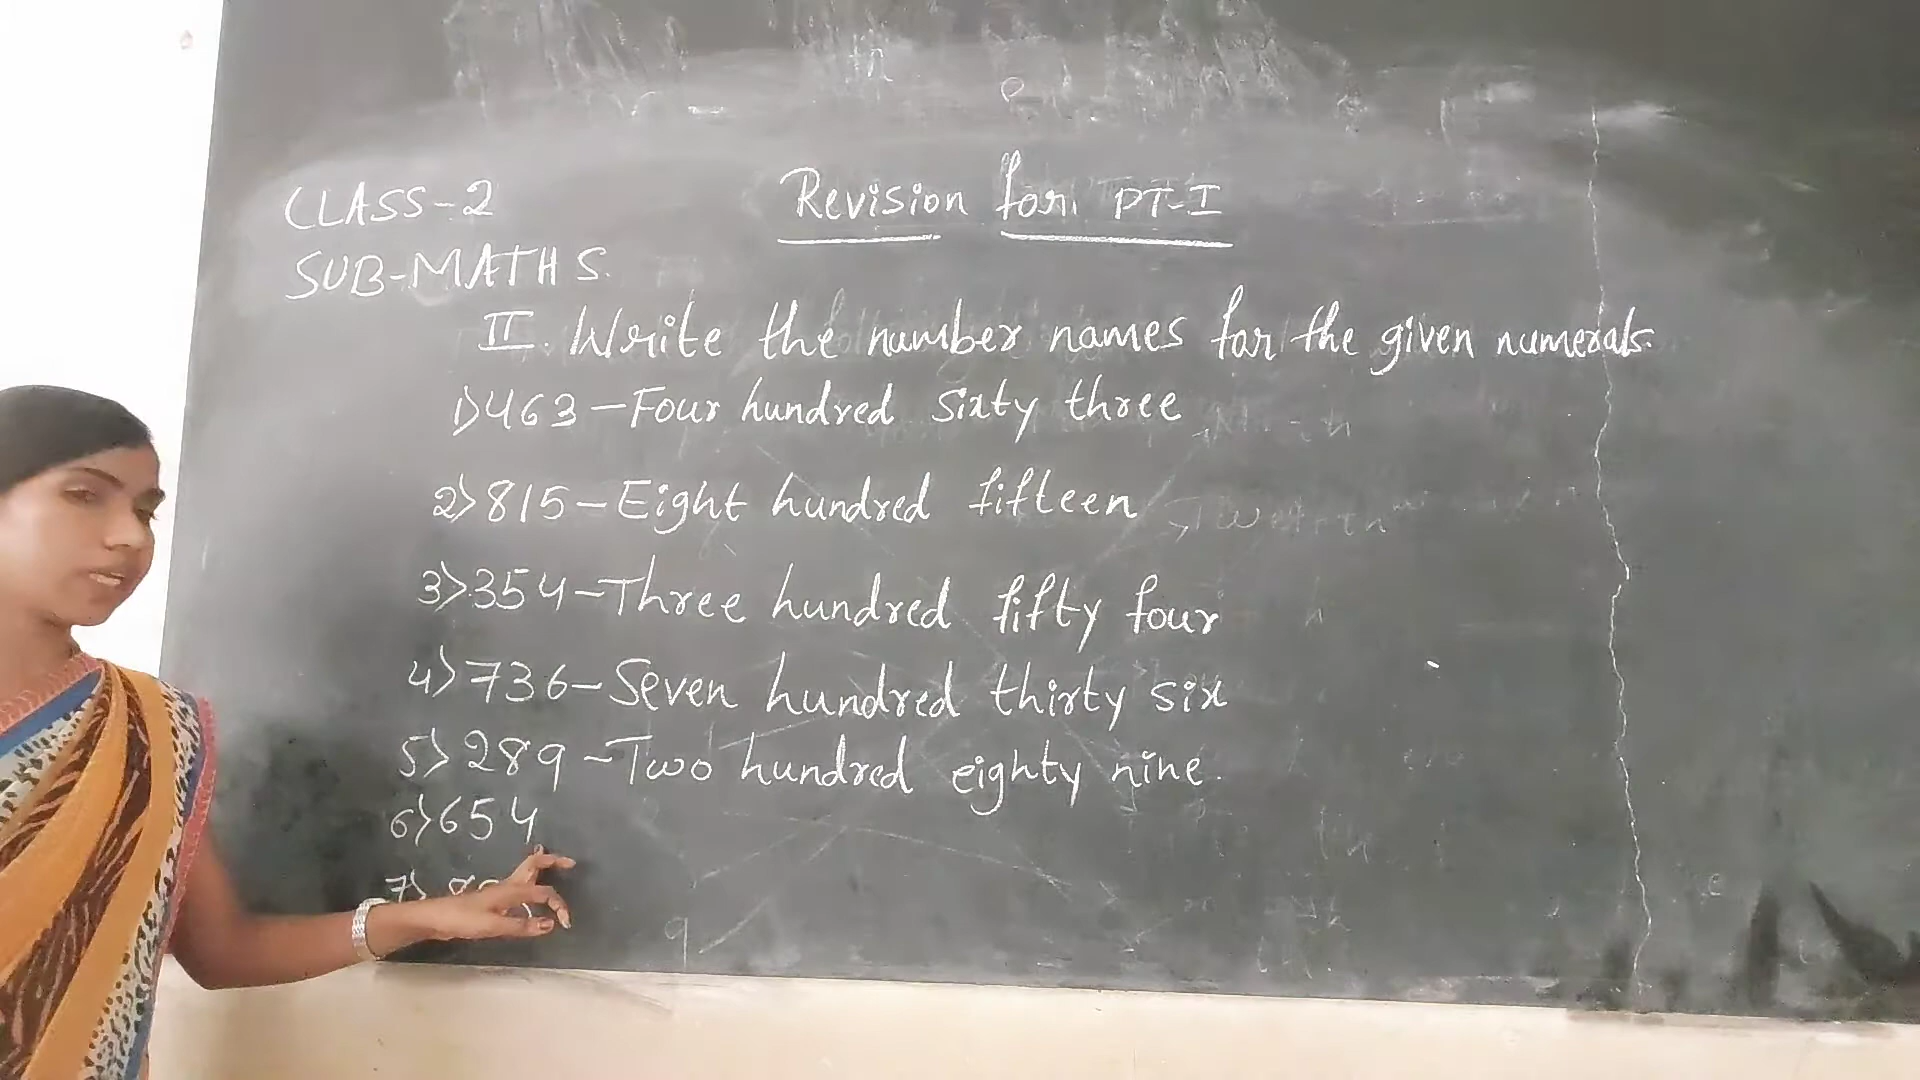 CLASS-2
Revision for PT-I
SUB-MATHS.
II. Write the number names for the given numerals.
1) 463 - Four hundred sixty three
2) 815 - Eight hundred fifteen
3) 354 - Three hundred fifty four
4) 736 - Seven hundred thirty six
5) 289 - Two hundred eighty nine.
6) 654
7)